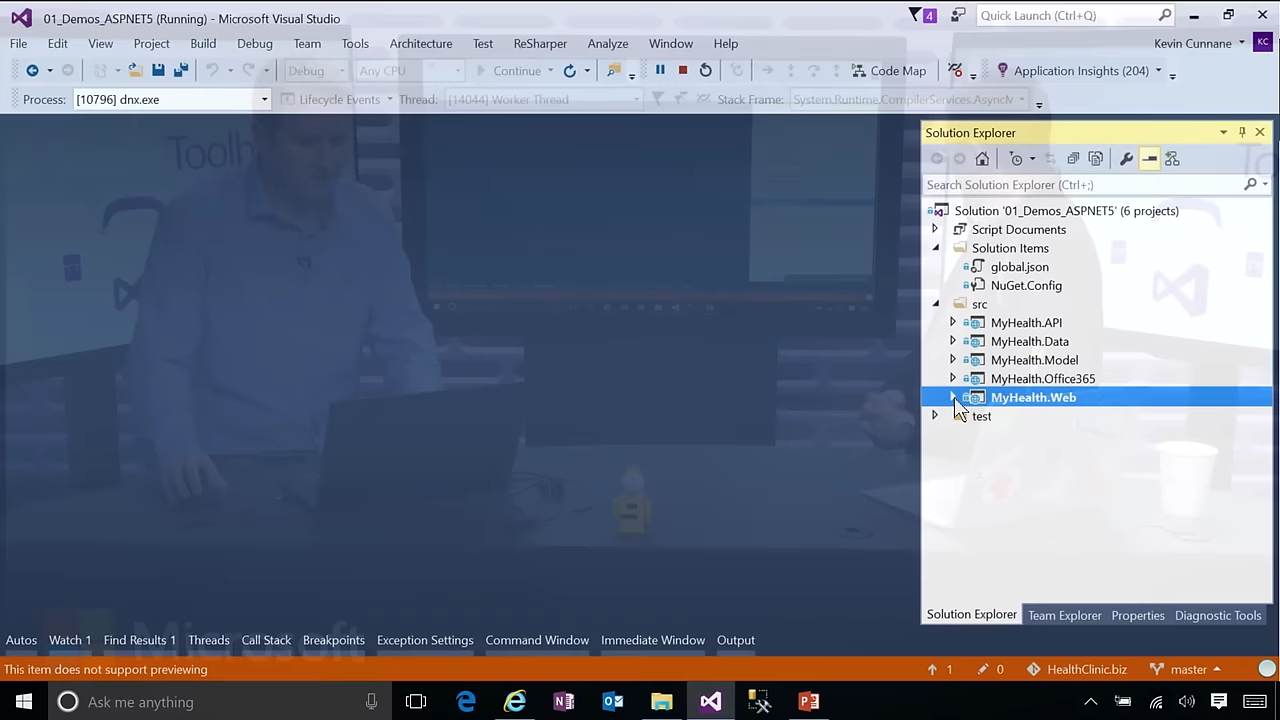 01_Demos_ASPNET5 (Running) - Microsoft Visual Studio
4
Quick Launch (Ctrl+Q)
File Edit View Project Build Debug Team Tools Architecture Test ReSharper Analyze Window Help
Kevin Cunnane
KC
Debug Any CPU Continue Code Map Application Insights (204)
Process: [10796] dnx.exe Lifecycle Events Thread: [14044] Worker Thread Stack Frame: System.Runtime.CompilerServices.AsyncM
Solution Explorer
Search Solution Explorer (Ctrl+;)
Solution '01_Demos_ASPNET5' (6 projects)
Script Documents
Solution Items
global.json
NuGet.Config
src
MyHealth.API
MyHealth.Data
MyHealth.Model
MyHealth.Office365
MyHealth.Web
test
Solution Explorer Team Explorer Properties Diagnostic Tools
Autos Watch 1 Find Results 1 Threads Call Stack Breakpoints Exception Settings Command Window Immediate Window Output
Microsoft
This item does not support previewing
1 0 HealthClinic.biz master
Ask me anything